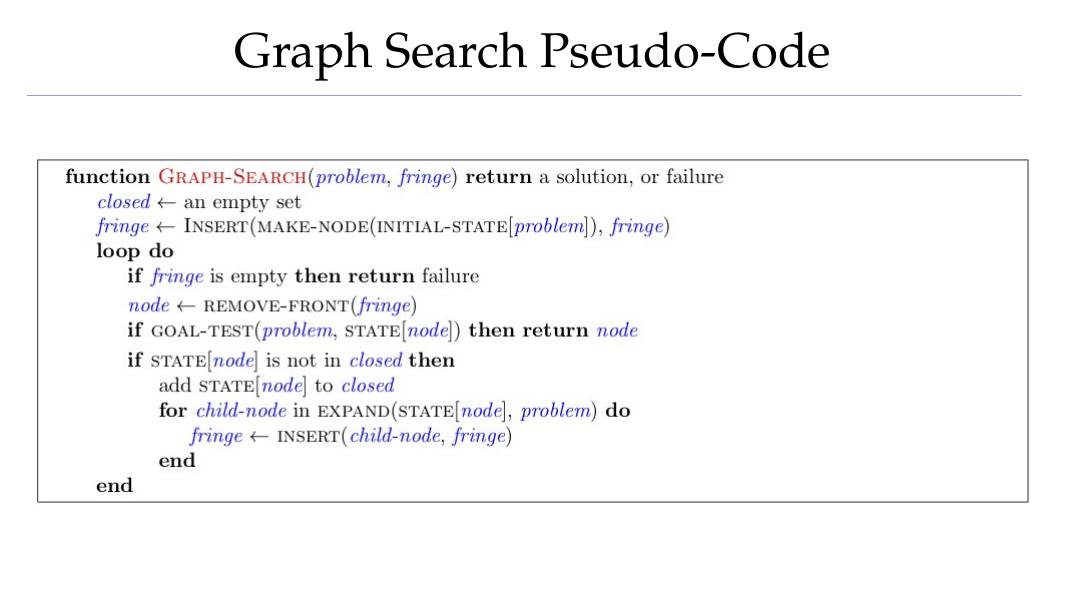 Graph Search Pseudo-Code
function GRAPH-SEARCH(problem, fringe) return a solution, or failure
closed ← an empty set
fringe ← INSERT(MAKE-NODE(INITIAL-STATE[problem]), fringe)
loop do
if fringe is empty then return failure
node ← REMOVE-FRONT(fringe)
if GOAL-TEST(problem, STATE[node]) then return node
if STATE[node] is not in closed then
add STATE[node] to closed
for child-node in EXPAND(STATE[node], problem) do
fringe ← INSERT(child-node, fringe)
end
end